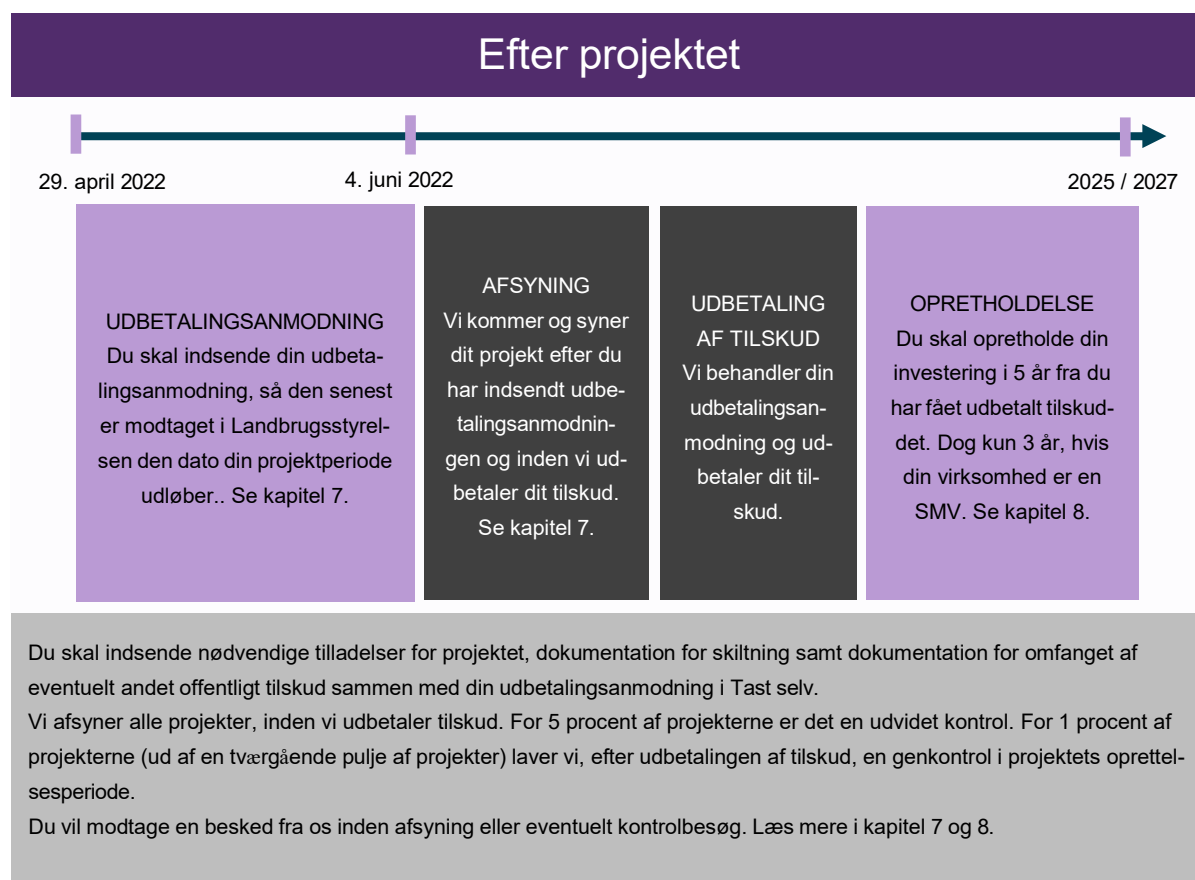 Efter projektet
29. april 2022
4. juni 2022
2025 / 2027
UDBETALINGSANMODNING
Du skal indsende din udbeta-
lingsanmodning, så den senest
er modtaget i Landbrugsstyrel-
sen den dato din projektperiode
udløber.. Se kapitel 7.
AFSYNING
Vi kommer og syner
dit projekt efter du
har indsendt udbe-
talingsanmodnin-
gen og inden vi ud-
betaler dit tilskud.
Se kapitel 7.
UDBETALING
AF TILSKUD
Vi behandler din
udbetalingsan-
modning og ud-
betaler dit til-
skud.
OPRETHOLDELSE
Du skal opretholde din
investering i 5 år fra du
har fået udbetalt tilskud-
det. Dog kun 3 år, hvis
din virksomhed er en
SMV. Se kapitel 8.
Du skal indsende nødvendige tilladelser for projektet, dokumentation for skiltning samt dokumentation for omfanget af
eventuelt andet offentligt tilskud sammen med din udbetalingsanmodning i Tast selv.
Vi afsyner alle projekter, inden vi udbetaler tilskud. For 5 procent af projekterne er det en udvidet kontrol. For 1 procent af
projekterne (ud af en tværgående pulje af projekter) laver vi, efter udbetalingen af tilskud, en genkontrol i projektets oprettel-
sesperiode.
Du vil modtage en besked fra os inden afsyning eller eventuelt kontrolbesøg. Læs mere i kapitel 7 og 8.